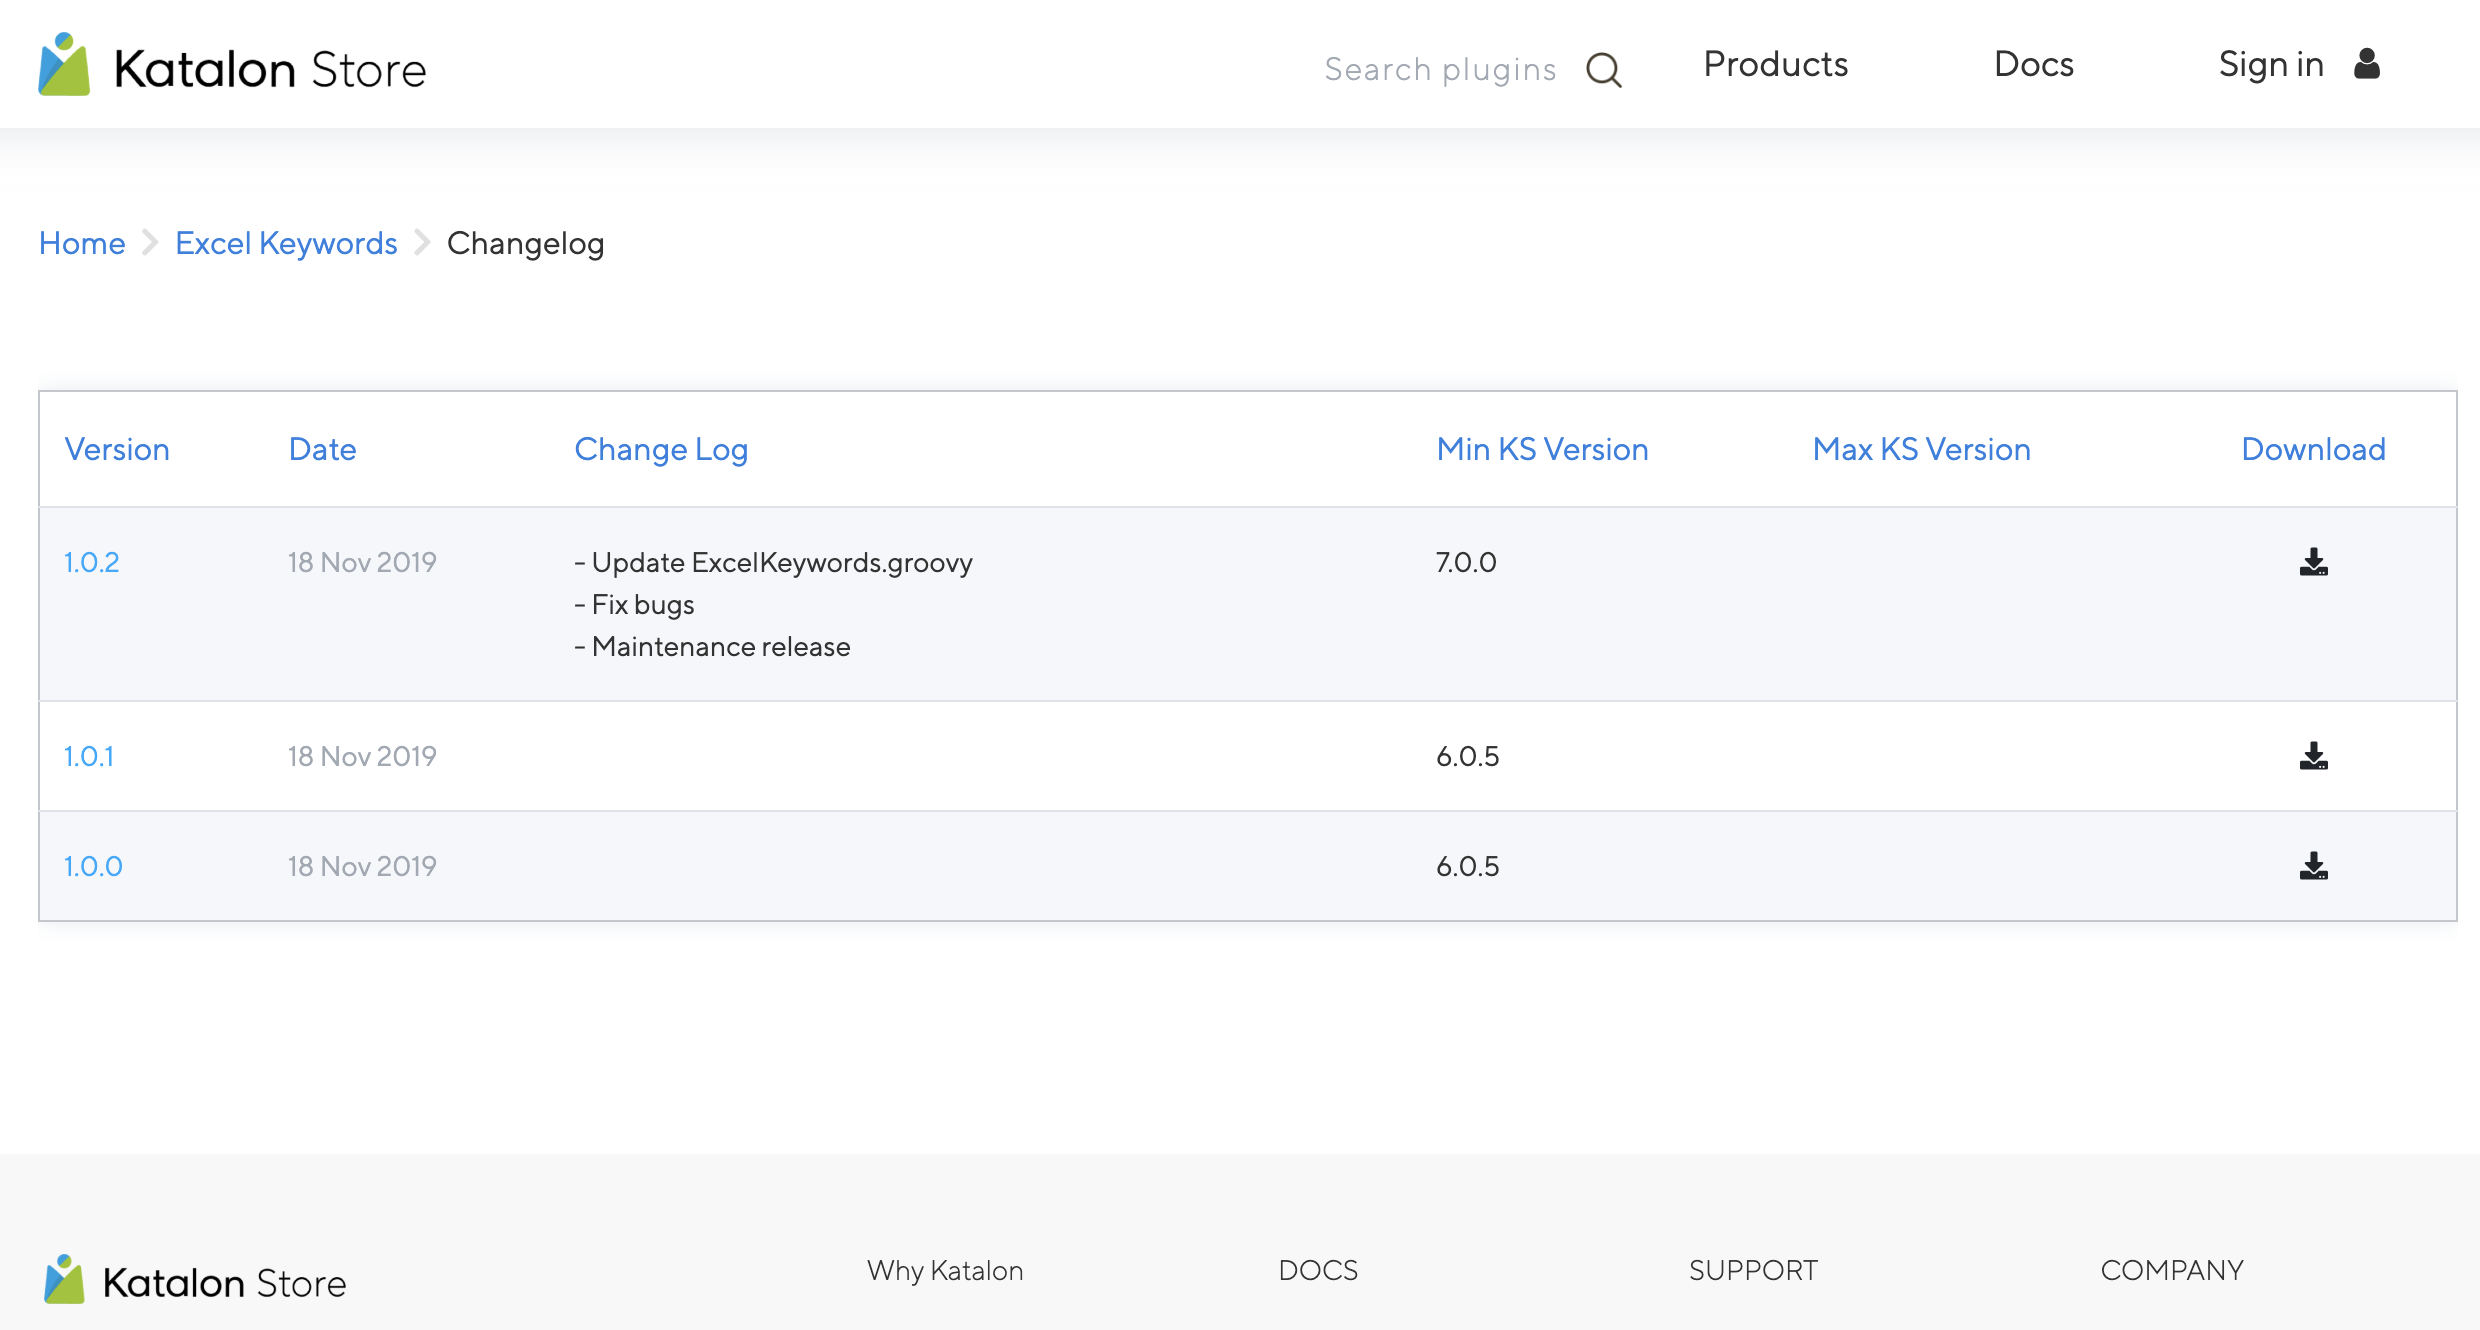 Katalon Store
Search plugins
Products
Docs
Sign in
Home
Excel Keywords
Changelog
Version
Date
Change Log
Min KS Version
Max KS Version
Download
1.0.2
18 Nov 2019
- Update ExcelKeywords.groovy
- Fix bugs
- Maintenance release
7.0.0
1.0.1
18 Nov 2019
6.0.5
1.0.0
18 Nov 2019
6.0.5
Katalon Store
Why Katalon
DOCS
SUPPORT
COMPANY